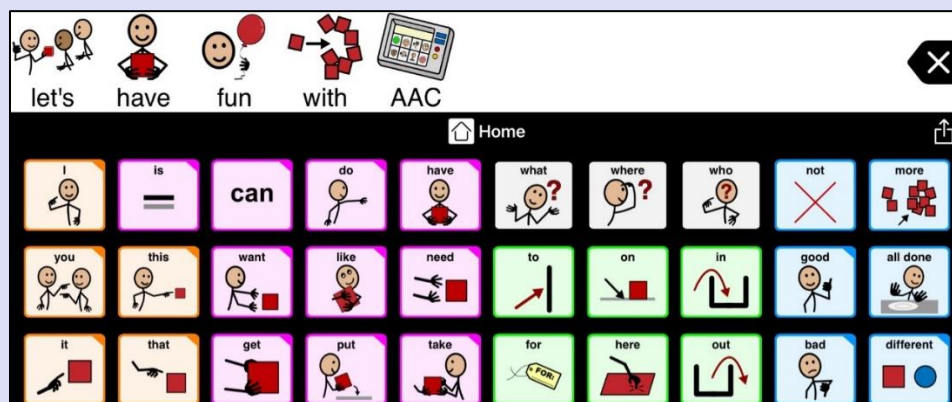 let's have fun with AAC
Home
I is can do have what where who not more
you this want like need to on in good all done
it that get put take for here out bad different
FOR: